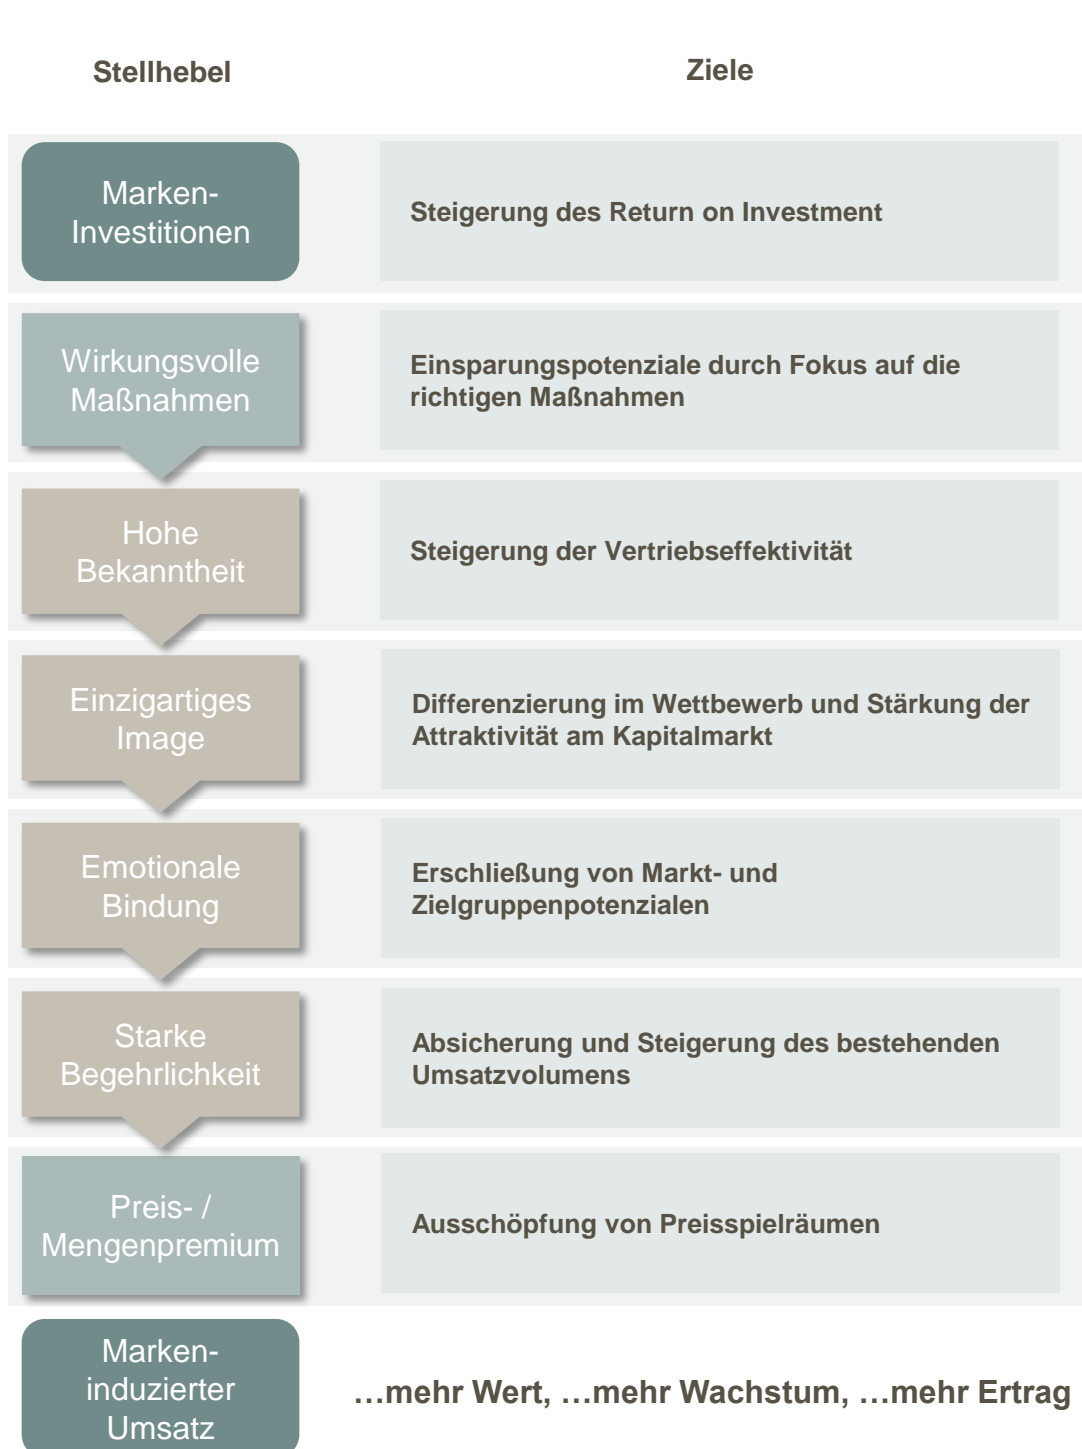 Stellhebel
Ziele
Marken-
Investitionen
Steigerung des Return on Investment
Wirkungsvolle
Maßnahmen
Einsparungspotenziale durch Fokus auf die
richtigen Maßnahmen
Hohe
Bekanntheit
Steigerung der Vertriebseffektivität
Einzigartiges
Image
Differenzierung im Wettbewerb und Stärkung der
Attraktivität am Kapitalmarkt
Emotionale
Bindung
Erschließung von Markt- und
Zielgruppenpotenzialen
Starke
Begehrlichkeit
Absicherung und Steigerung des bestehenden
Umsatzvolumens
Preis- /
Mengenpremium
Ausschöpfung von Preisspielräumen
Marken-
induzierter
Umsatz
…mehr Wert, …mehr Wachstum, …mehr Ertrag